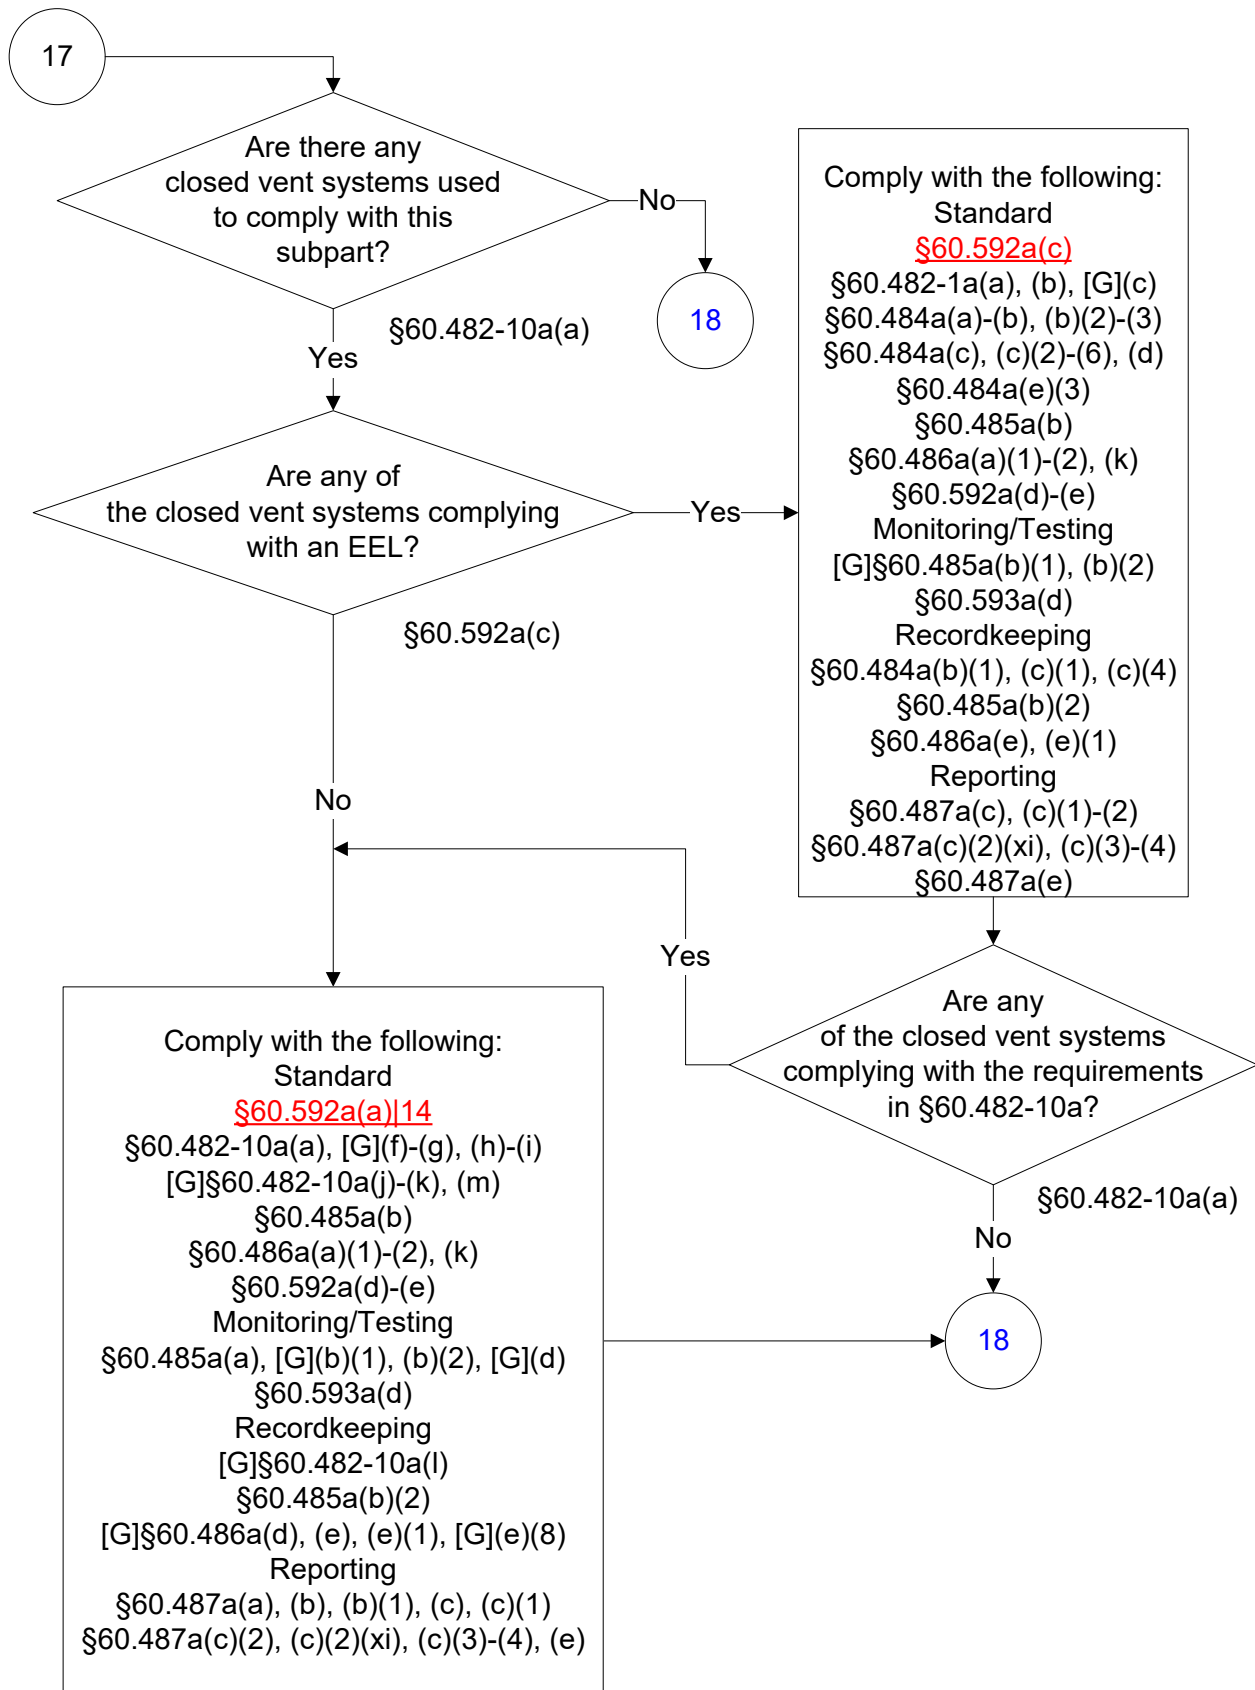 17
Are there any
closed vent systems used
to comply with this
subpart?
No
18
§60.482-10a(a)
Yes
Are any of
the closed vent systems complying
with an EEL?
Yes
§60.592a(c)
No
Comply with the following:
Standard
§60.592a(c)
§60.482-1a(a), (b), [G](c)
§60.484a(a)-(b), (b)(2)-(3)
§60.484a(c), (c)(2)-(6), (d)
§60.484a(e)(3)
§60.485a(b)
§60.486a(a)(1)-(2), (k)
§60.592a(d)-(e)
Monitoring/Testing
[G]§60.485a(b)(1), (b)(2)
§60.593a(d)
Recordkeeping
§60.484a(b)(1), (c)(1), (c)(4)
§60.485a(b)(2)
§60.486a(e), (e)(1)
Reporting
§60.487a(c), (c)(1)-(2)
§60.487a(c)(2)(xi), (c)(3)-(4)
§60.487a(e)
Yes
Are any
of the closed vent systems
complying with the requirements
in §60.482-10a?
§60.482-10a(a)
No
18
Comply with the following:
Standard
§60.592a(a)|14
§60.482-10a(a), [G](f)-(g), (h)-(i)
[G]§60.482-10a(j)-(k), (m)
§60.485a(b)
§60.486a(a)(1)-(2), (k)
§60.592a(d)-(e)
Monitoring/Testing
§60.485a(a), [G](b)(1), (b)(2), [G](d)
§60.593a(d)
Recordkeeping
[G]§60.482-10a(l)
§60.485a(b)(2)
[G]§60.486a(d), (e), (e)(1), [G](e)(8)
Reporting
§60.487a(a), (b), (b)(1), (c), (c)(1)
§60.487a(c)(2), (c)(2)(xi), (c)(3)-(4), (e)